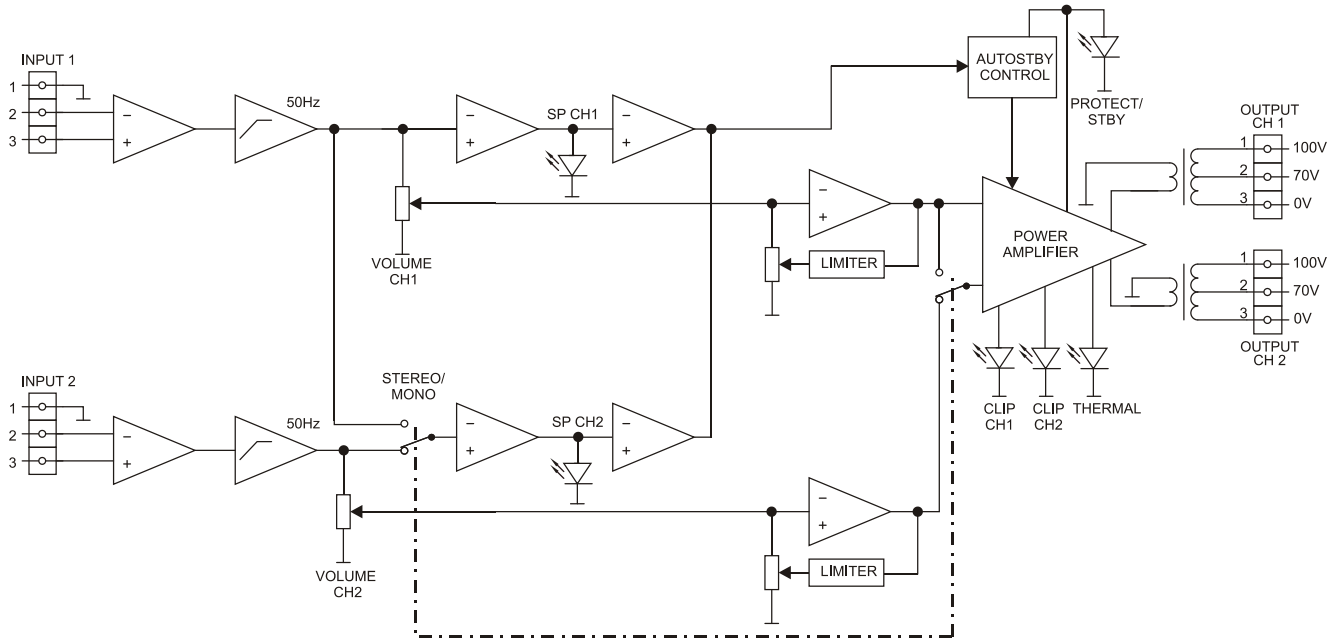 INPUT 1
1
2
3
−
+
50Hz
−
+
SP CH1
−
+
VOLUME
CH1
AUTOSTBY
CONTROL
PROTECT/
STBY
−
+
LIMITER
POWER
AMPLIFIER
CLIP
CH1
CLIP
CH2
THERMAL
OUTPUT
CH 1
1
100V
2
70V
3
0V
1
100V
2
70V
3
0V
OUTPUT
CH 2
INPUT 2
1
2
3
−
+
50Hz
STEREO/
MONO
−
+
SP CH2
−
+
VOLUME
CH2
−
+
LIMITER